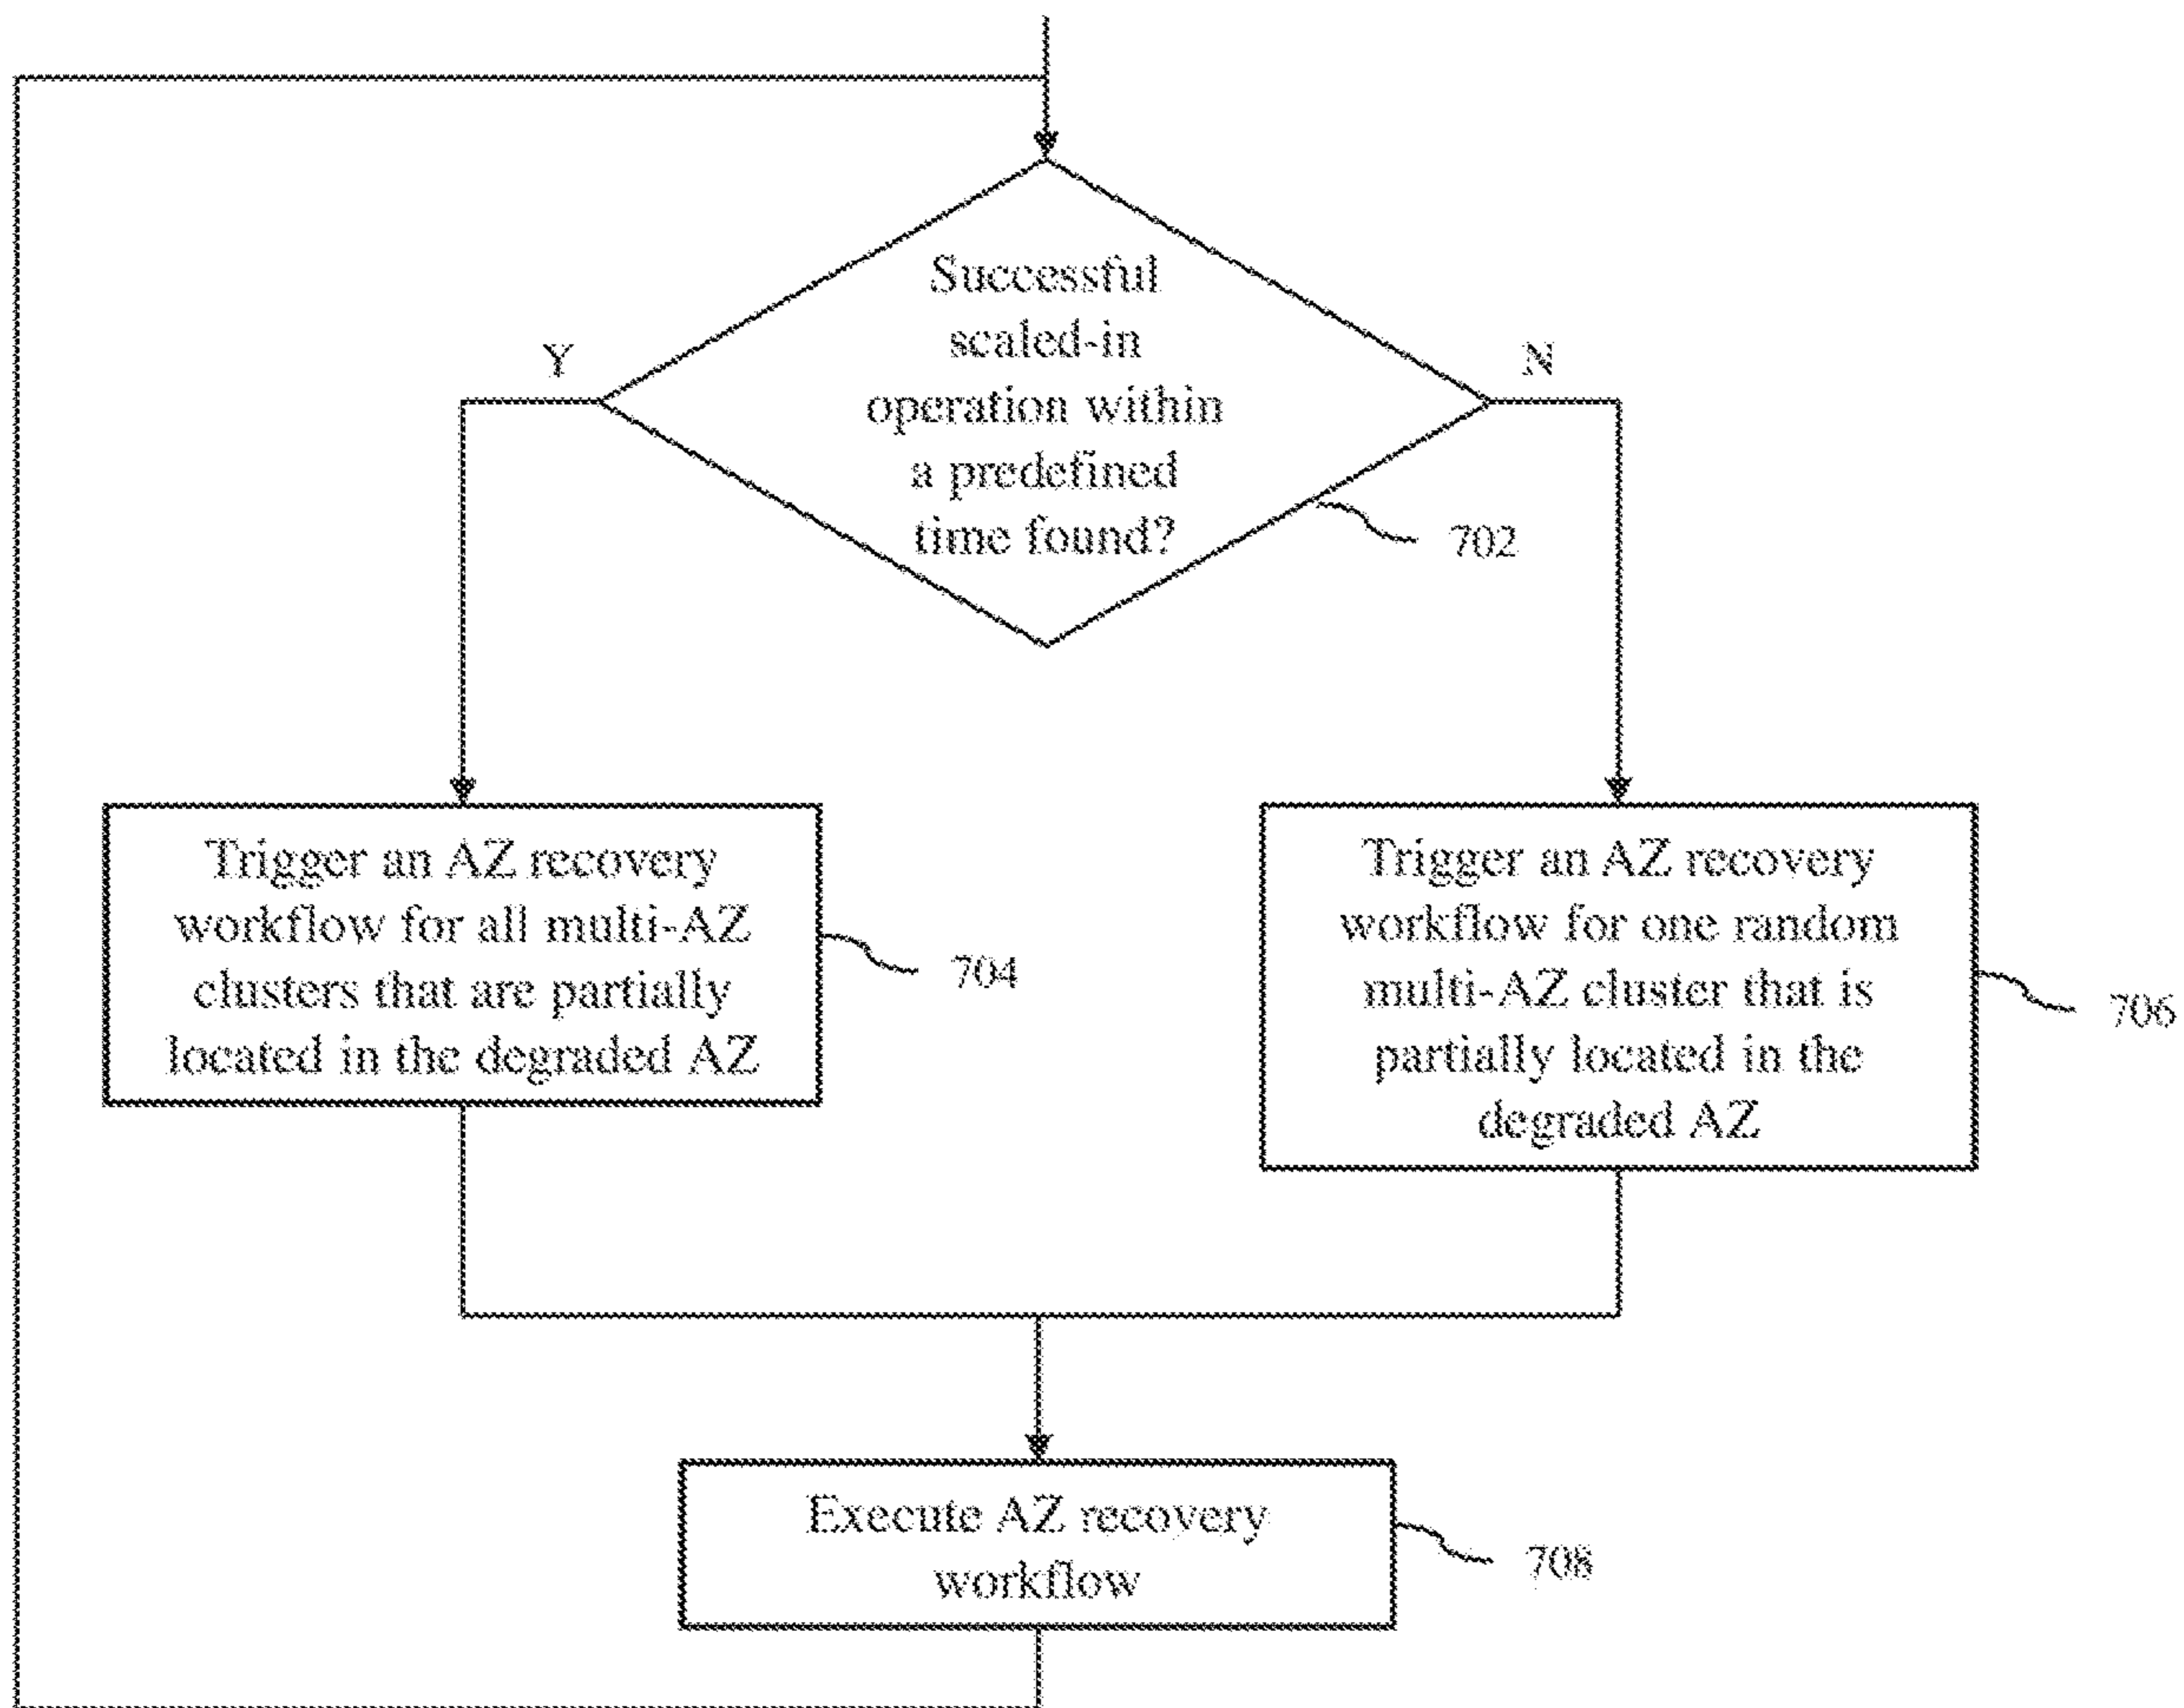 Successful
scaled-in
operation within
a predefined
time found?
Y
N
702
Trigger an AZ recovery
workflow for all multi-AZ
clusters that are partially
located in the degraded AZ
704
Trigger an AZ recovery
workflow for one random
multi-AZ cluster that is
partially located in the
degraded AZ
706
Execute AZ recovery
workflow
708